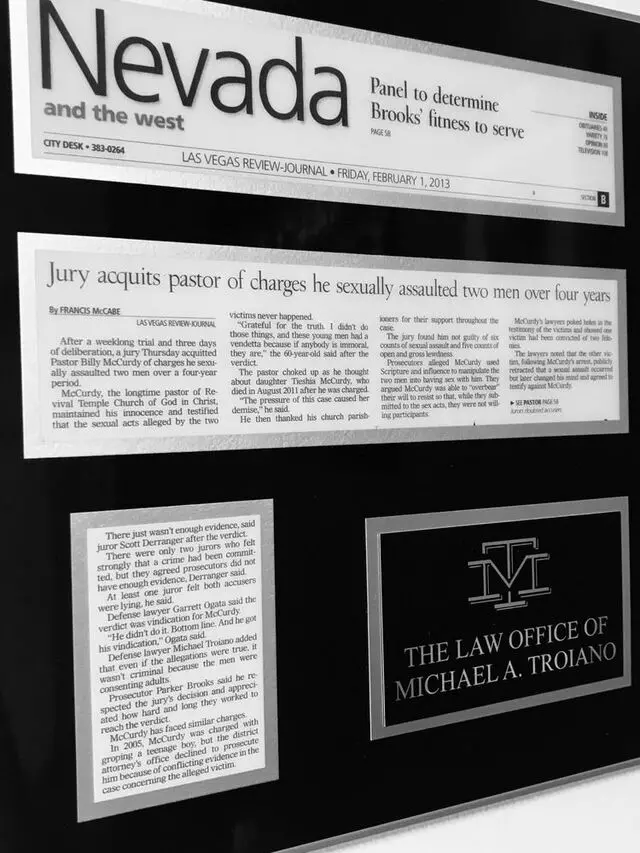 Nevada
and the west
Panel to determine
Brooks' fitness to serve
PAGE 5B
INSIDE
OBITUARIES
VARIETY
OPINION
TELEVISION
CITY DESK • 383-0264
LAS VEGAS REVIEW-JOURNAL • FRIDAY, FEBRUARY 1, 2013
SECTION B
Jury acquits pastor of charges he sexually assaulted two men over four years
By FRANCIS McCABE
LAS VEGAS REVIEW-JOURNAL
After a weeklong trial and three days
of deliberation, a jury Thursday acquitted
Pastor Billy McCurdy of charges he sexu-
ally assaulted two men over a four-year
period.
McCurdy, the longtime pastor of Re-
vival Temple Church of God in Christ,
maintained his innocence and testified
that the sexual acts alleged by the two
victims never happened.
"Grateful for the truth. I didn't do
those things, and these young men had a
vendetta because if anybody is immoral,
they are," the 60-year-old said after the
verdict.
The pastor choked up as he thought
about daughter Tieshia McCurdy, who
died in August 2011 after he was charged.
"The pressure of this case caused her
demise," he said.
He then thanked his church parish-
ioners for their support throughout the
case.
The jury found him not guilty of six
counts of sexual assault and five counts of
open and gross lewdness.
Prosecutors alleged McCurdy used
Scripture and influence to manipulate the
two men into having sex with him. They
argued McCurdy was able to "overbear"
their will to resist so that, while they sub-
mitted to the sex acts, they were not will-
ing participants.
McCurdy's lawyers poked holes in the
testimony of the victims and showed one
victim had been convicted of two felo-
nies.
The lawyers noted that the other vic-
tim, following McCurdy's arrest, publicly
retracted that a sexual assault occurred
but later changed his mind and agreed to
testify against McCurdy.
► SEE PASTOR PAGE 5B
Jurors doubted accusers
There just wasn't enough evidence, said
juror Scott Derranger after the verdict.
There were only two jurors who felt
strongly that a crime had been commit-
ted, but they agreed prosecutors did not
have enough evidence, Derranger said.
At least one juror felt both accusers
were lying, he said.
Defense lawyer Garrett Ogata said the
verdict was vindication for McCurdy.
"He didn't do it. Bottom line. And he got
his vindication," Ogata said.
Defense lawyer Michael Troiano added
that even if the allegations were true, it
wasn't criminal because the men were
consenting adults.
Prosecutor Parker Brooks said he re-
spected the jury's decision and appreci-
ated how hard and long they worked to
reach the verdict.
McCurdy has faced similar charges.
In 2005, McCurdy was charged with
groping a teenage boy, but the district
attorney's office declined to prosecute
him because of conflicting evidence in the
case concerning the alleged victim.
THE LAW OFFICE OF
MICHAEL A. TROIANO